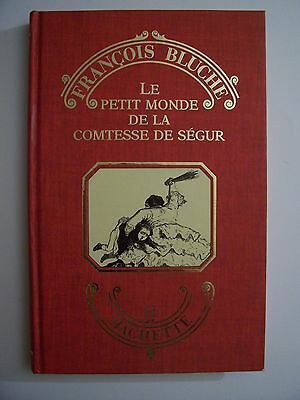 FRANÇOIS BLUCHE
LE
PETIT MONDE
DE LA
COMTESSE DE SÉGUR
H
HACHETTE